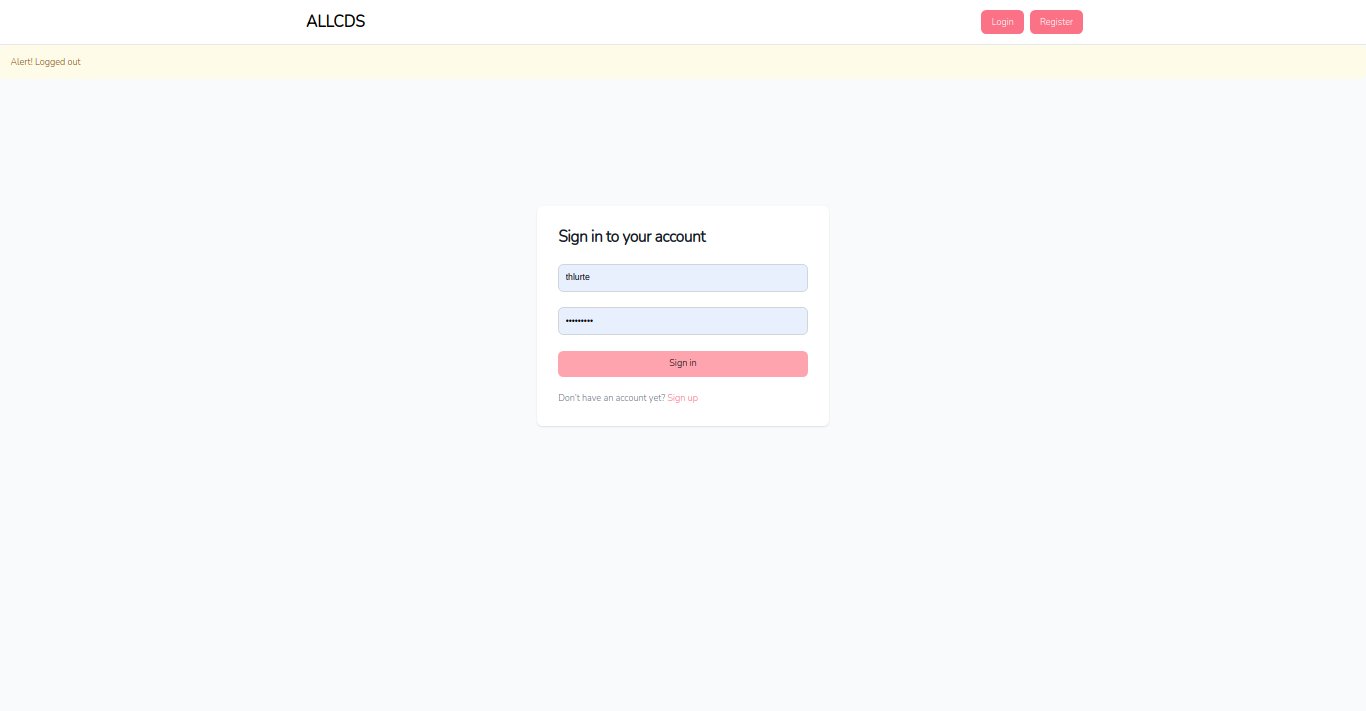 ALLCDS
Login
Register
Alert! Logged out
Sign in to your account
thlurte
•••••••••
Sign in
Don't have an account yet? Sign up